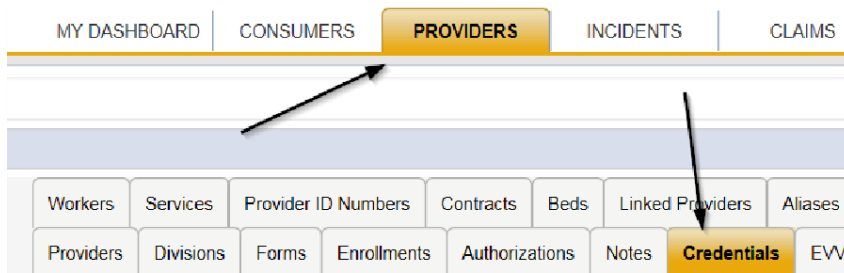 MY DASHBOARD CONSUMERS PROVIDERS INCIDENTS CLAIMS
Workers Services Provider ID Numbers Contracts Beds Linked Providers Aliases
Providers Divisions Forms Enrollments Authorizations Notes Credentials EVV